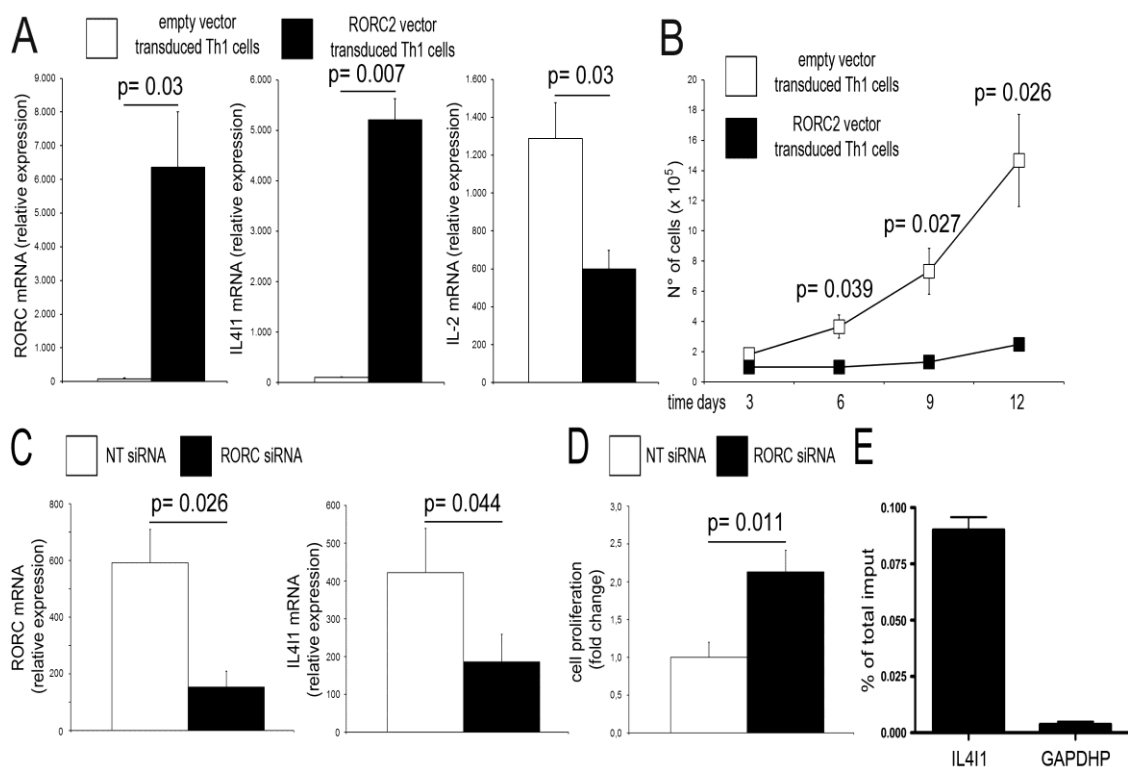 A
empty vector
transduced Th1 cells
RORC2 vector
transduced Th1 cells
RORC mRNA (relative expression)
9.000
8.000
7.000
6.000
5.000
4.000
3.000
2.000
1.000
0
p= 0.03
IL4I1 mRNA (relative expression)
6.000
5.000
4.000
3.000
2.000
1.000
0
p= 0.007
IL-2 mRNA (relative expression)
1.600
1.400
1.200
1.000
800
600
400
200
0
p= 0.03
B
empty vector
transduced Th1 cells
RORC2 vector
transduced Th1 cells
N° of cells (x 10⁵)
20
18
16
14
12
10
8
6
4
2
0
p= 0.039
p= 0.027
p= 0.026
time days
3
6
9
12
C
NT siRNA
RORC siRNA
RORC mRNA
(relative expression)
800
600
400
200
0
p= 0.026
IL4I1 mRNA
(relative expression)
600
500
400
300
200
100
0
p= 0.044
D
NT siRNA
RORC siRNA
cell proliferation
(fold change)
3,0
2,5
2,0
1,5
1,0
0,5
0,0
p= 0.011
E
% of total imput
0.100
0.075
0.050
0.025
0.000
IL4I1
GAPDHP